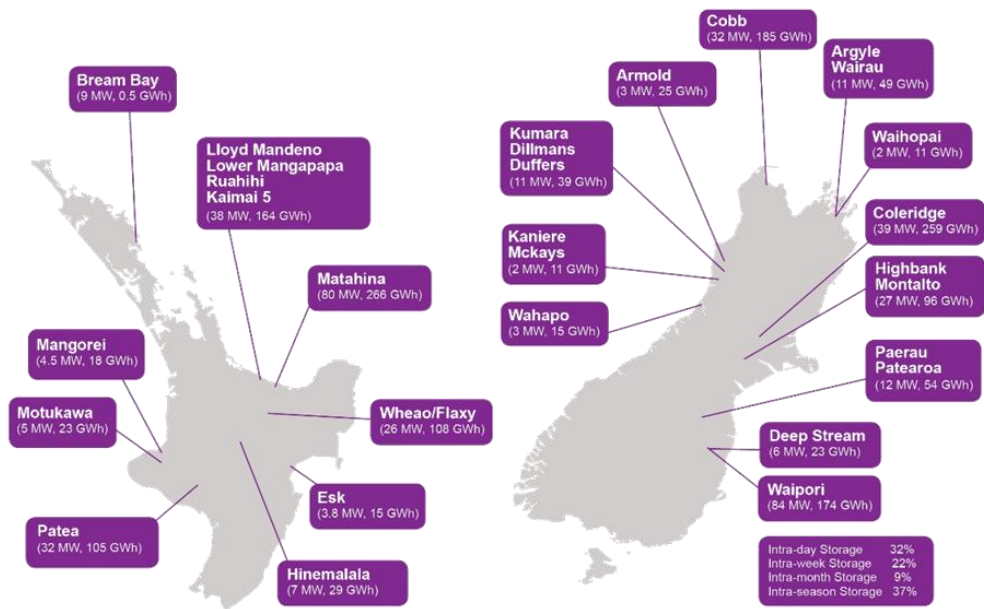 Bream Bay
(9 MW, 0.5 GWh)
Lloyd Mandeno
Lower Mangapapa
Ruahihi
Kaimai 5
(38 MW, 164 GWh)
Matahina
(80 MW, 266 GWh)
Mangorei
(4.5 MW, 18 GWh)
Motukawa
(5 MW, 23 GWh)
Wheao/Flaxy
(26 MW, 108 GWh)
Esk
(3.8 MW, 15 GWh)
Patea
(32 MW, 105 GWh)
Hinemalala
(7 MW, 29 GWh)
Cobb
(32 MW, 185 GWh)
Argyle
Wairau
(11 MW, 49 GWh)
Armold
(3 MW, 25 GWh)
Waihopai
(2 MW, 11 GWh)
Kumara
Dillmans
Duffers
(11 MW, 39 GWh)
Coleridge
(39 MW, 259 GWh)
Kaniere
Mckays
(2 MW, 11 GWh)
Highbank
Montalto
(27 MW, 96 GWh)
Wahapo
(3 MW, 15 GWh)
Paerau
Patearoa
(12 MW, 54 GWh)
Deep Stream
(6 MW, 23 GWh)
Waipori
(84 MW, 174 GWh)
Intra-day Storage 32%
Intra-week Storage 22%
Intra-month Storage 9%
Intra-season Storage 37%